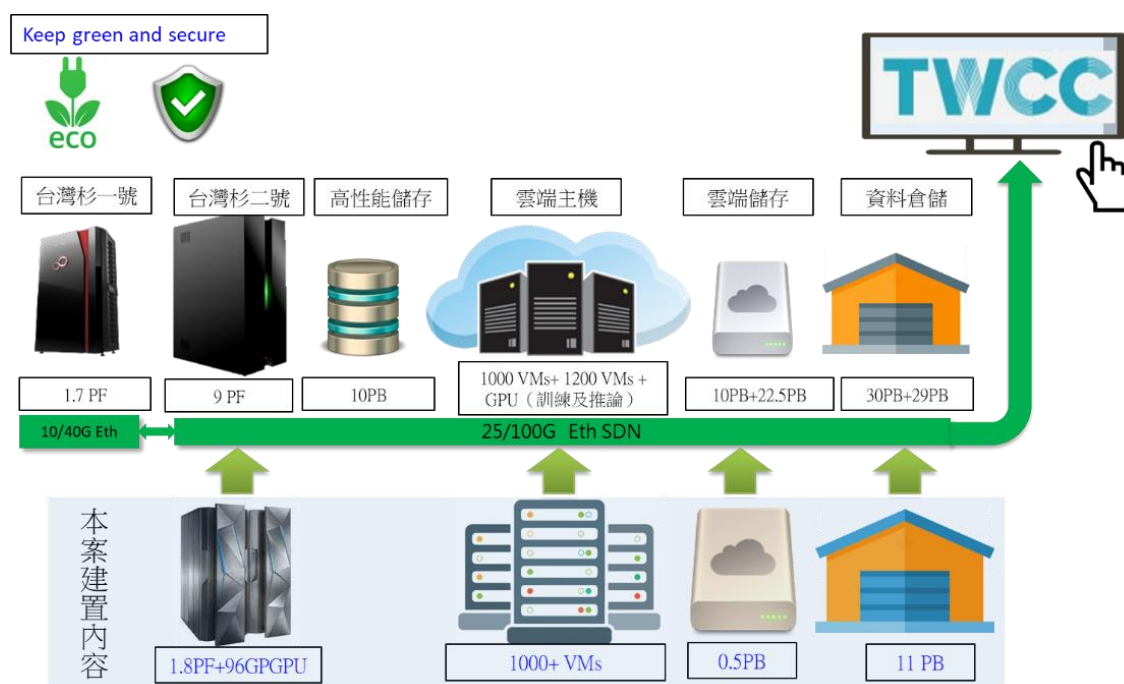 Keep green and secure
eco
TWCC
台灣杉一號
台灣杉二號
高性能儲存
雲端主機
雲端儲存
資料倉儲
1.7 PF
9 PF
10PB
1000 VMs+ 1200 VMs +
GPU（訓練及推論）
10PB+22.5PB
30PB+29PB
10/40G Eth
25/100G Eth SDN
本案建置內容
1.8PF+96GPGPU
1000+ VMs
0.5PB
11 PB